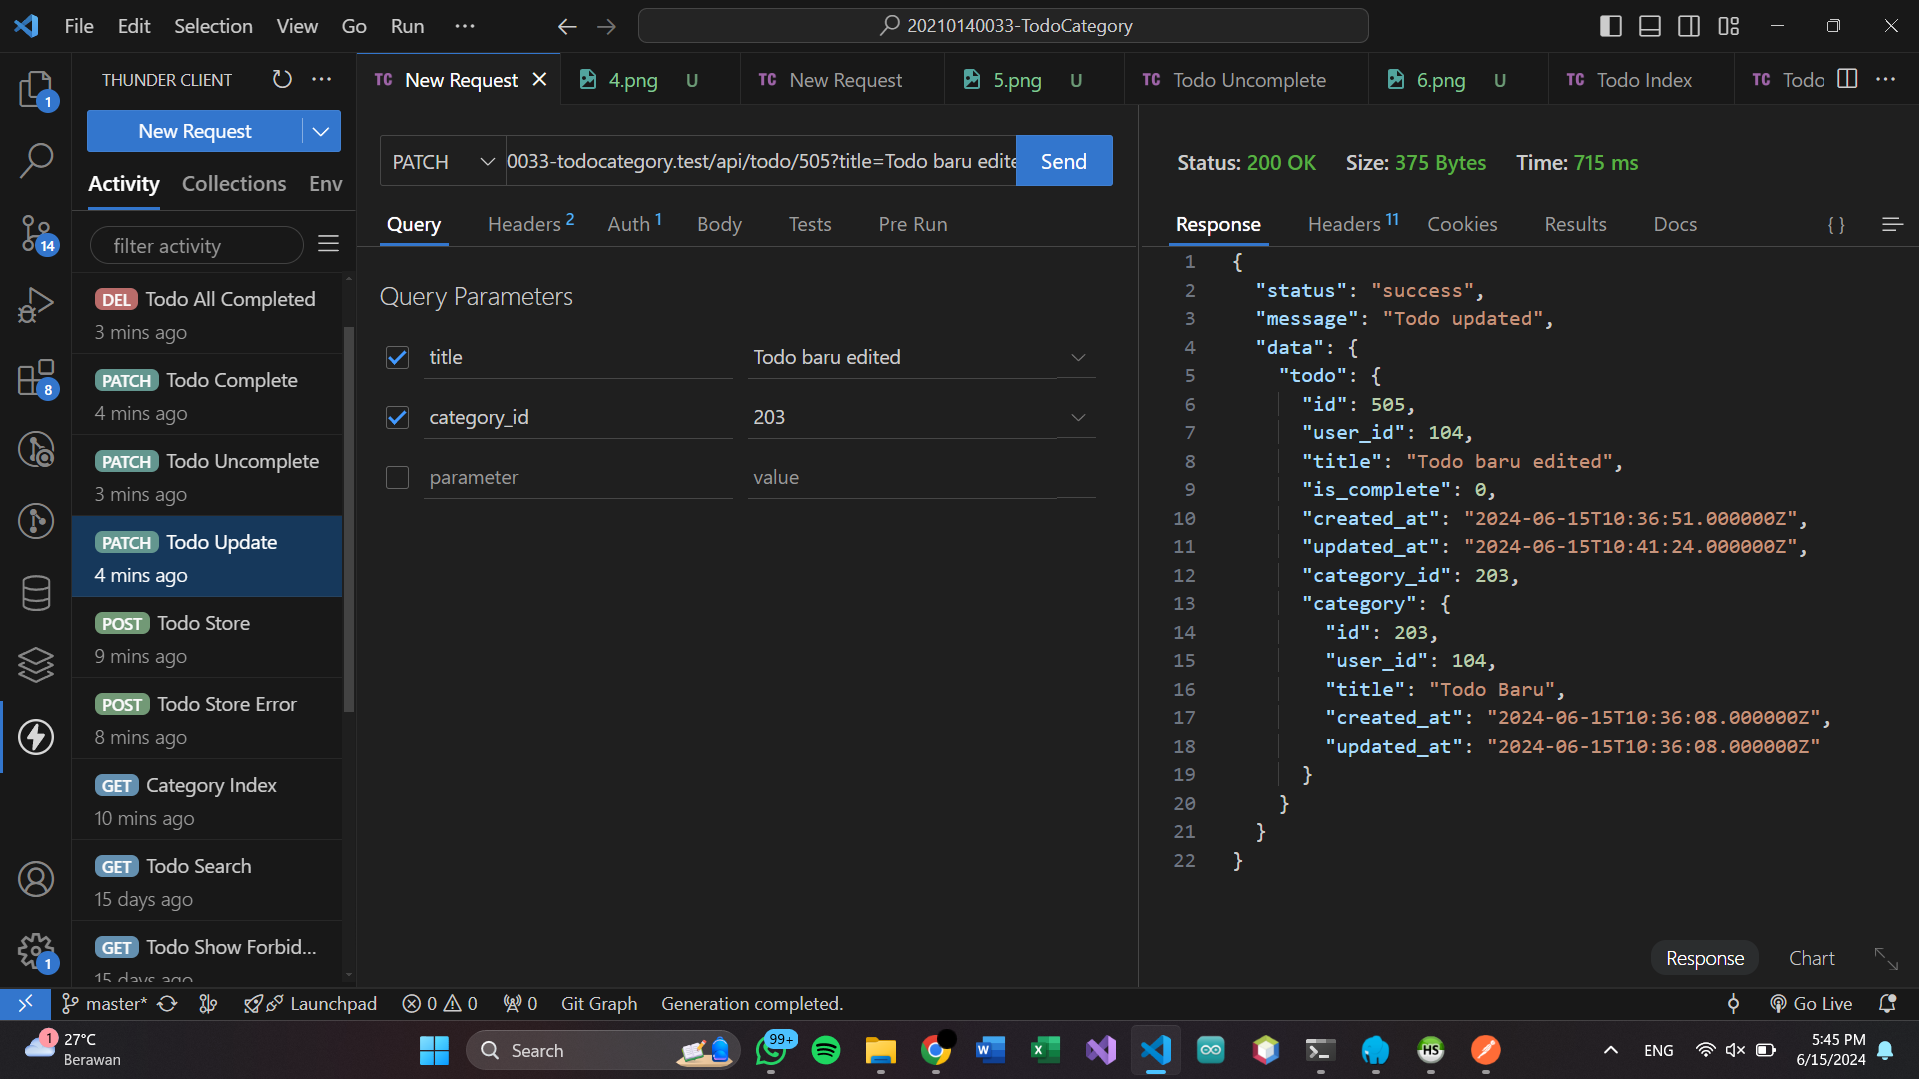 File Edit Selection View Go Run ···
20210140033-TodoCategory
THUNDER CLIENT
TC New Request
4.png U
TC New Request
5.png U
TC Todo Uncomplete
6.png U
TC Todo Index
TC Todo
New Request
Activity Collections Env
filter activity
DEL Todo All Completed
3 mins ago
PATCH Todo Complete
4 mins ago
PATCH Todo Uncomplete
3 mins ago
PATCH Todo Update
4 mins ago
POST Todo Store
9 mins ago
POST Todo Store Error
8 mins ago
GET Category Index
10 mins ago
GET Todo Search
15 days ago
GET Todo Show Forbid...
15 days ago
1
14
8
1
PATCH 0033-todocategory.test/api/todo/505?title=Todo baru edite Send
Query Headers 2 Auth 1 Body Tests Pre Run
Query Parameters
title Todo baru edited
category_id 203
parameter value
Status: 200 OK Size: 375 Bytes Time: 715 ms
Response Headers 11 Cookies Results Docs { }
1 {
2 "status": "success",
3 "message": "Todo updated",
4 "data": {
5 "todo": {
6 "id": 505,
7 "user_id": 104,
8 "title": "Todo baru edited",
9 "is_complete": 0,
10 "created_at": "2024-06-15T10:36:51.000000Z",
11 "updated_at": "2024-06-15T10:41:24.000000Z",
12 "category_id": 203,
13 "category": {
14 "id": 203,
15 "user_id": 104,
16 "title": "Todo Baru",
17 "created_at": "2024-06-15T10:36:08.000000Z",
18 "updated_at": "2024-06-15T10:36:08.000000Z"
19 }
20 }
21 }
22 }
Response Chart
master* Launchpad 0 0 0 Git Graph Generation completed. Go Live
1 27°C
Berawan
Search
99+
HS
ENG
5:45 PM
6/15/2024